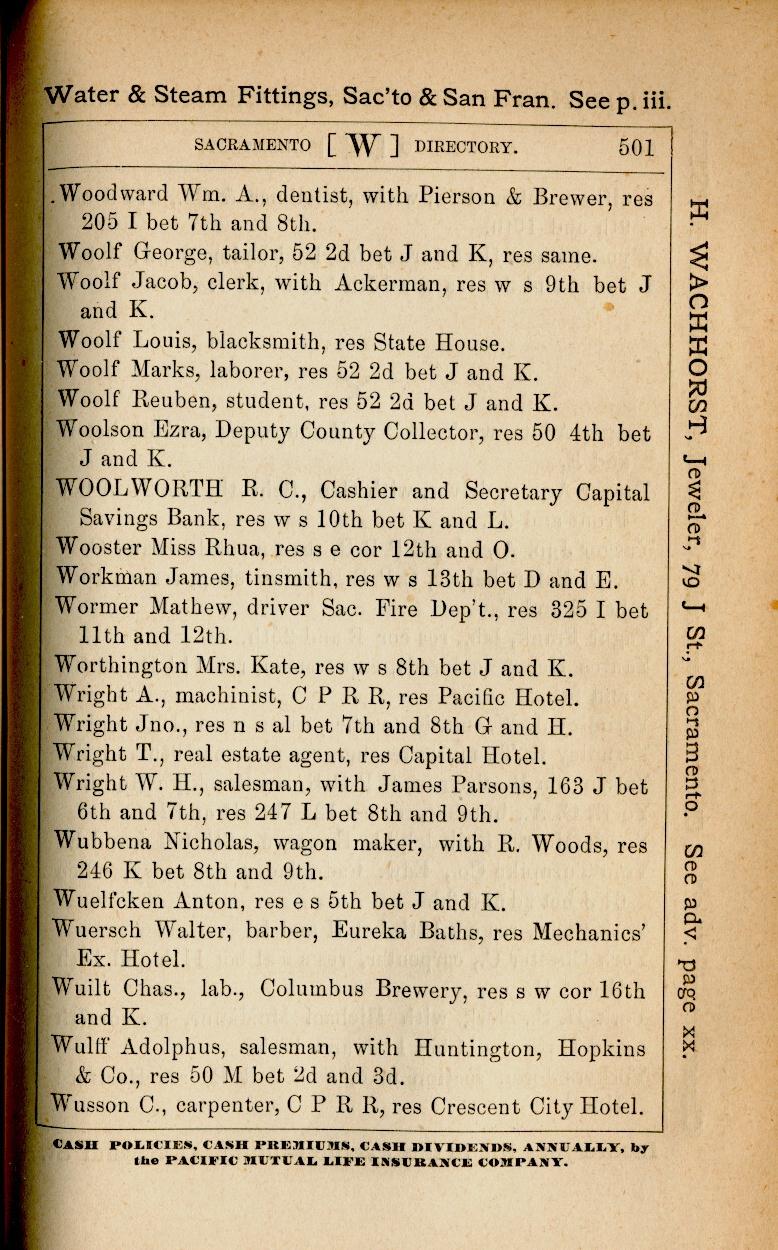 Water & Steam Fittings, Sac'to & San Fran. See p. iii.
SACRAMENTO [ W ] DIRECTORY. 501
Woodward Wm. A., dentist, with Pierson & Brewer, res
205 I bet 7th and 8th.
Woolf George, tailor, 52 2d bet J and K, res same.
Woolf Jacob, clerk, with Ackerman, res w s 9th bet J
and K.
Woolf Louis, blacksmith, res State House.
Woolf Marks, laborer, res 52 2d bet J and K.
Woolf Reuben, student, res 52 2d bet J and K.
Woolson Ezra, Deputy County Collector, res 50 4th bet
J and K.
WOOLWORTH R. C., Cashier and Secretary Capital
Savings Bank, res w s 10th bet K and L.
Wooster Miss Rhua, res s e cor 12th and O.
Workman James, tinsmith, res w s 13th bet D and E.
Wormer Mathew, driver Sac. Fire Dep't., res 325 I bet
11th and 12th.
Worthington Mrs. Kate, res w s 8th bet J and K.
Wright A., machinist, C P R R, res Pacific Hotel.
Wright Jno., res n s al bet 7th and 8th G and H.
Wright T., real estate agent, res Capital Hotel.
Wright W. H., salesman, with James Parsons, 163 J bet
6th and 7th, res 247 L bet 8th and 9th.
Wubbena Nicholas, wagon maker, with R. Woods, res
246 K bet 8th and 9th.
Wuelfcken Anton, res e s 5th bet J and K.
Wuersch Walter, barber, Eureka Baths, res Mechanics'
Ex. Hotel.
Wuilt Chas., lab., Columbus Brewery, res s w cor 16th
and K.
Wulff Adolphus, salesman, with Huntington, Hopkins
& Co., res 50 M bet 2d and 3d.
Wusson C., carpenter, C P R R, res Crescent City Hotel.
CASH POLICIES, CASH PREMIUMS, CASH DIVIDENDS, ANNUALLY, by
the PACIFIC MUTUAL LIFE INSURANCE COMPANY.
H. WACHHORST, Jeweler, 79 J St., Sacramento. See adv. page xx.